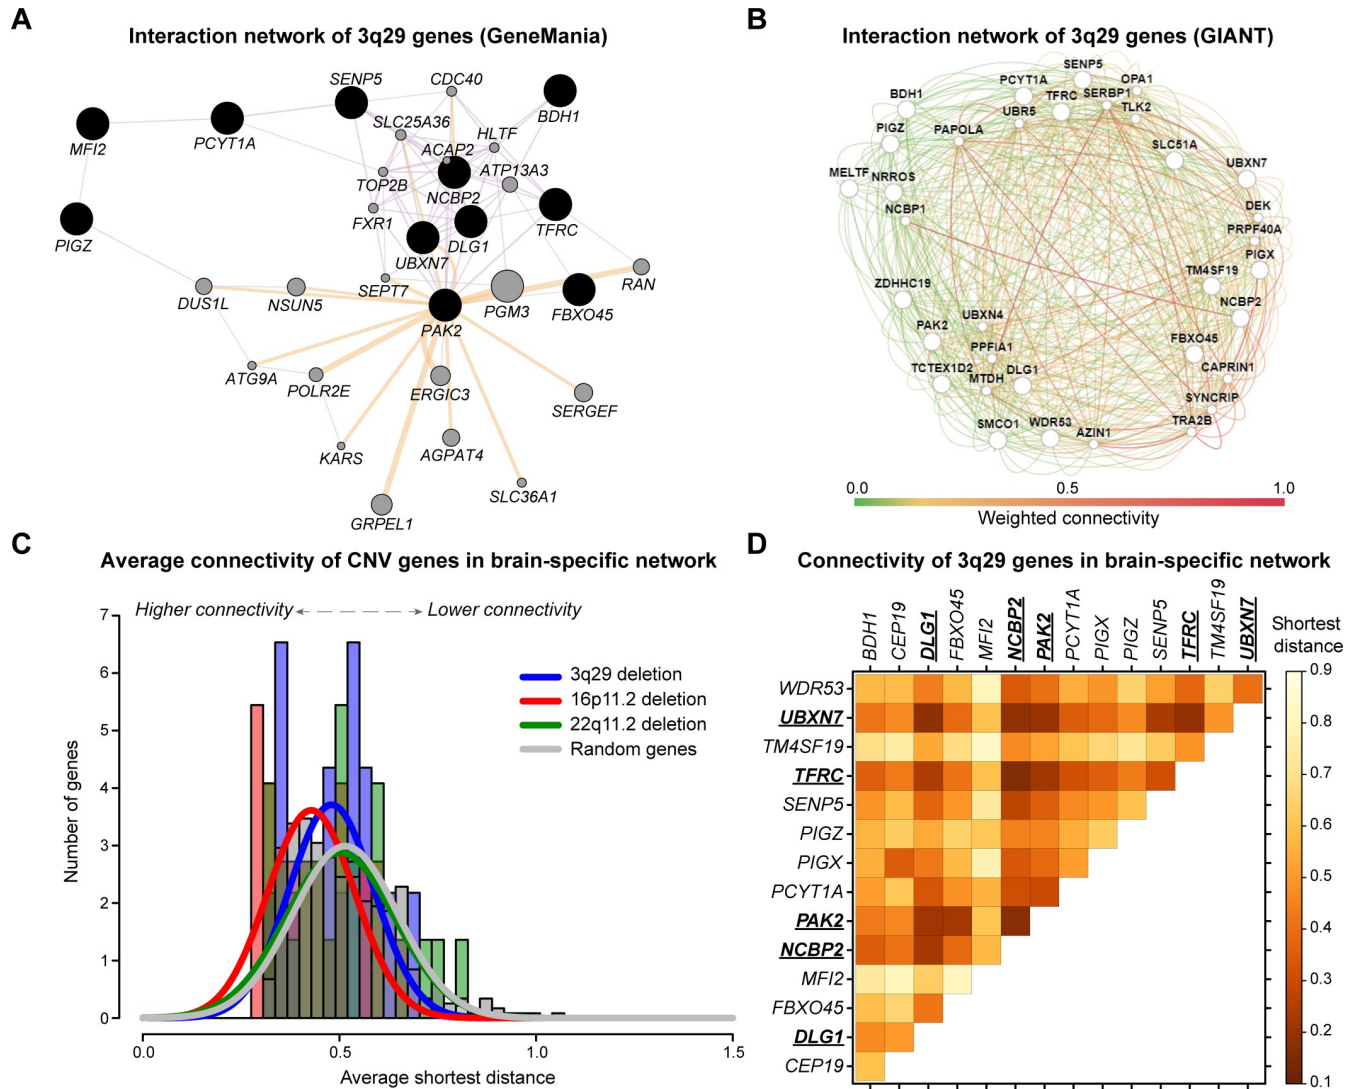 A
Interaction network of 3q29 genes (GeneMania)
SENP5
CDC40
BDH1
MFI2
PCYT1A
SLC25A36
HLTF
ACAP2
ATP13A3
TOP2B
NCBP2
FXR1
TFRC
PIGZ
DLG1
UBXN7
SEPT7
RAN
DUS1L
NSUN5
PGM3
FBXO45
PAK2
ATG9A
POLR2E
ERGIC3
SERGEF
KARS
AGPAT4
SLC36A1
GRPEL1
B
Interaction network of 3q29 genes (GIANT)
SENP5
PCYT1A
OPA1
BDH1
TFRC
SERBP1
UBR5
TLK2
PIGZ
PAPOLA
SLC51A
MELTF
NRROS
UBXN7
NCBP1
DEK
PRPF40A
PIGX
ZDHHC19
TM4SF19
NCBP2
UBXN4
PAK2
FBXO45
PPFIA1
TCTEX1D2
DLG1
CAPRIN1
MTDH
SYNCRIP
SMCO1
WDR53
AZIN1
TRA2B
0.0
0.5
1.0
Weighted connectivity
C
Average connectivity of CNV genes in brain-specific network
Higher connectivity
Lower connectivity
7
6
5
4
3
2
1
0
Number of genes
3q29 deletion
16p11.2 deletion
22q11.2 deletion
Random genes
0.0
0.5
1.0
1.5
Average shortest distance
D
Connectivity of 3q29 genes in brain-specific network
BDH1
CEP19
DLG1
FBXO45
MFI2
NCBP2
PAK2
PCYT1A
PIGX
PIGZ
SENP5
TFRC
TM4SF19
UBXN7
Shortest
distance
WDR53
UBXN7
TM4SF19
TFRC
SENP5
PIGZ
PIGX
PCYT1A
PAK2
NCBP2
MFI2
FBXO45
DLG1
CEP19
0.9
0.8
0.7
0.6
0.5
0.4
0.3
0.2
0.1